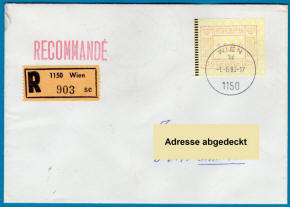 RECOMMANDÉ
R
1150 Wien
903 sc
WIEN
1150
Adresse abgedeckt